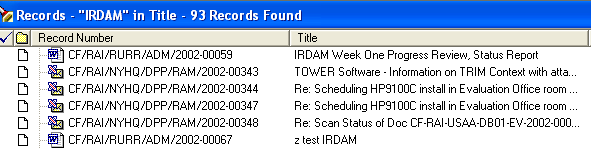 Records - "IRDAM" in Title - 93 Records Found
Record Number Title
CF/RAI/RURR/ADM/2002-00059 IRDAM Week One Progress Review, Status Report
CF/RAI/NYHQ/DPP/RAM/2002-00343 TOWER Software - Information on TRIM Context with atta...
CF/RAI/NYHQ/DPP/RAM/2002-00344 Re: Scheduling HP9100C install in Evaluation Office room ...
CF/RAI/NYHQ/DPP/RAM/2002-00347 Re: Scheduling HP9100C install in Evaluation Office room ...
CF/RAI/NYHQ/DPP/RAM/2002-00348 Re: Scan Status of Doc CF-RAI-USAA-DB01-EV-2002-000...
CF/RAI/RURR/ADM/2002-00067 z test IRDAM